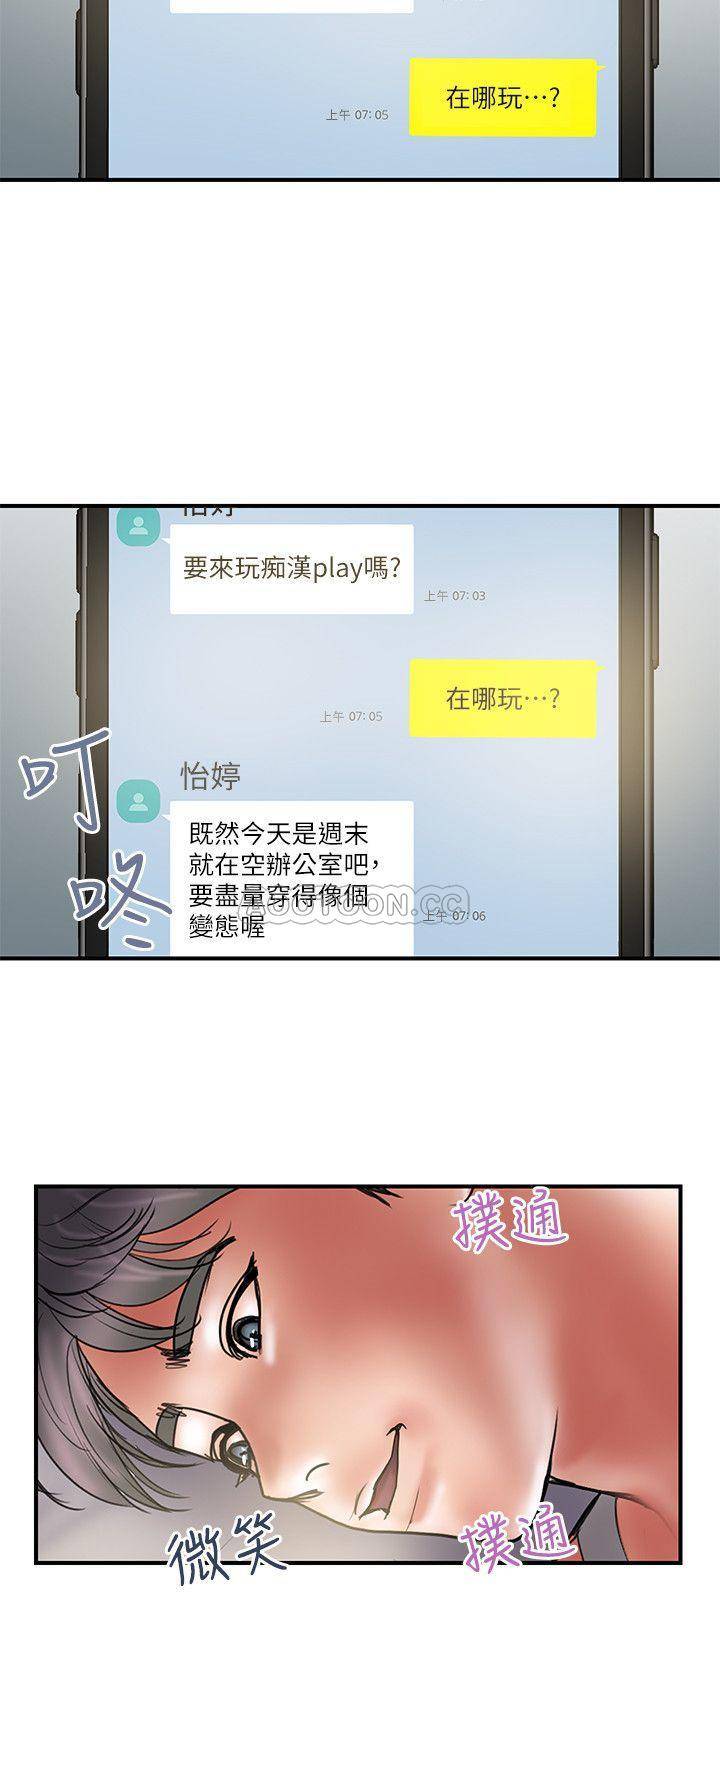 在哪玩…?
上午 07:05
怡婷
要來玩痴漢play嗎?
上午 07:03
在哪玩…?
上午 07:05
叮咚
怡婷
既然今天是週末
就在空辦公室吧,
要盡量穿得像個
變態喔
上午 07:06
AOOTOON.CC
撲通
微笑
撲通